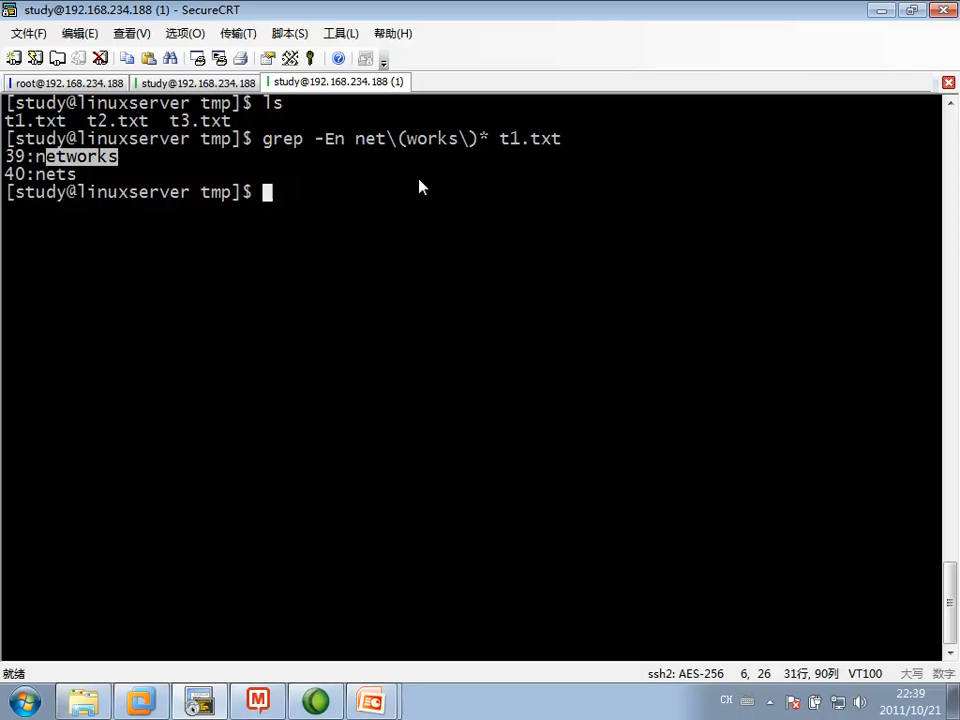 study@192.168.234.188 (1) - SecureCRT
文件(F) 编辑(E) 查看(V) 选项(O) 传输(T) 脚本(S) 工具(L) 帮助(H)
root@192.168.234.188 study@192.168.234.188 study@192.168.234.188 (1)
[study@linuxserver tmp]$ ls
t1.txt  t2.txt  t3.txt
[study@linuxserver tmp]$ grep -En net\(works\)* t1.txt
39:networks
40:nets
[study@linuxserver tmp]$
就绪 ssh2: AES-256 6, 26 31行, 90列 VT100 大写 数字
CH 22:39
2011/10/21